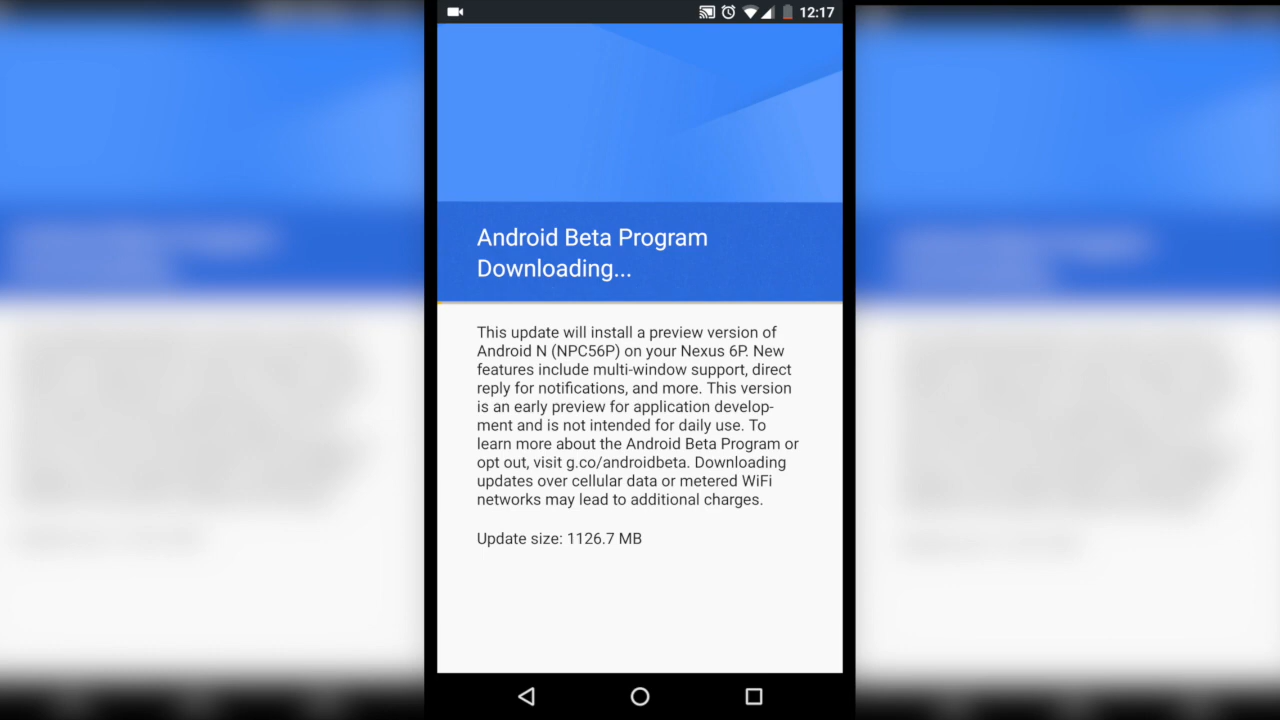 12:17
Android Beta Program
Downloading...
This update will install a preview version of
Android N (NPC56P) on your Nexus 6P. New
features include multi-window support, direct
reply for notifications, and more. This version
is an early preview for application develop-
ment and is not intended for daily use. To
learn more about the Android Beta Program or
opt out, visit g.co/androidbeta. Downloading
updates over cellular data or metered WiFi
networks may lead to additional charges.
Update size: 1126.7 MB